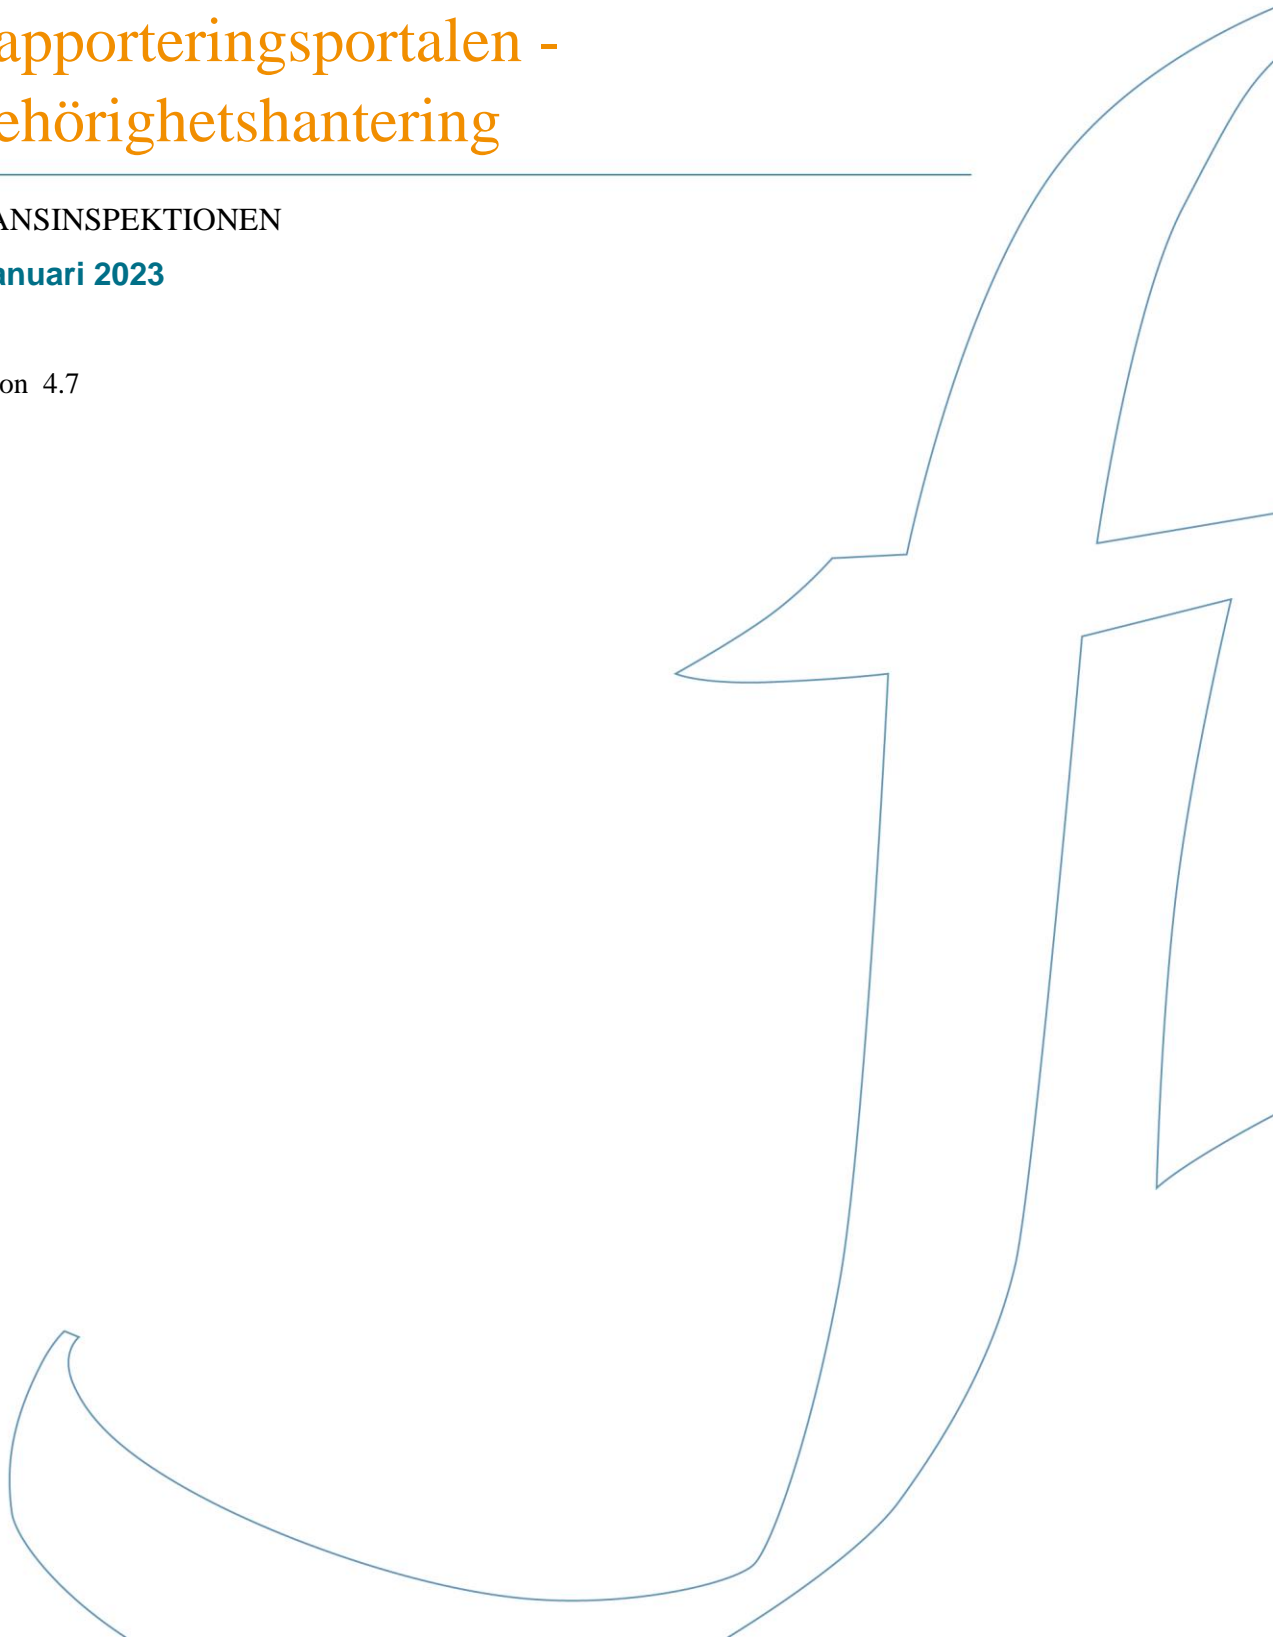 apporteringsportalen -
ehörighetshantering
ANSINSPEKTIONEN
anuari 2023
on 4.7